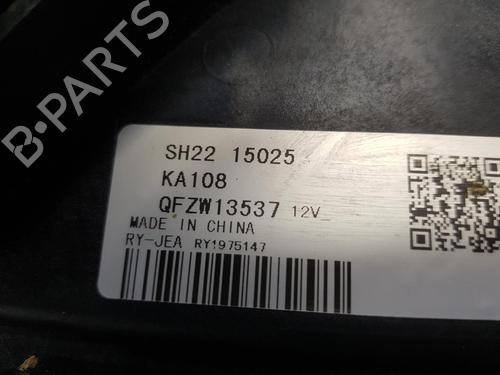 SH22 15025
KA108
QFZW13537 12V
MADE IN CHINA
RY-JEA RY1975147
B-PARTS